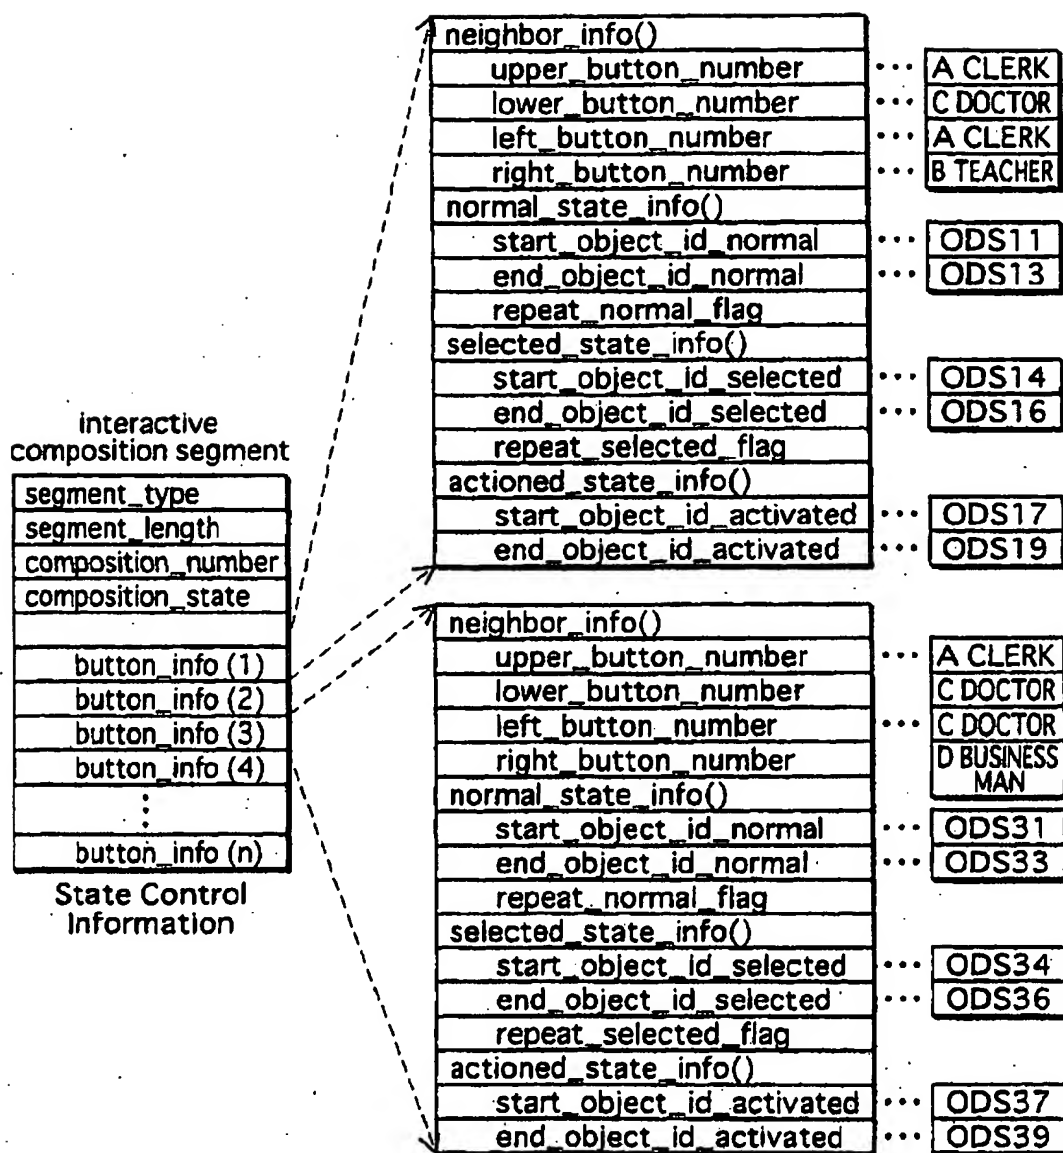 neighbor_info()
upper_button_number ... A CLERK
lower_button_number ... C DOCTOR
left_button_number ... A CLERK
right_button_number ... B TEACHER
normal_state_info()
start_object_id_normal ... ODS11
end_object_id_normal ... ODS13
repeat_normal_flag
selected_state_info()
start_object_id_selected ... ODS14
end_object_id_selected ... ODS16
repeat_selected_flag
actioned_state_info()
start_object_id_activated ... ODS17
end_object_id_activated ... ODS19
interactive
composition segment
segment_type
segment_length
composition_number
composition_state
button_info (1)
button_info (2)
button_info (3)
button_info (4)
button_info (n)
State Control
Information
neighbor_info()
upper_button_number ... A CLERK
lower_button_number C DOCTOR
left_button_number ... C DOCTOR
right_button_number D BUSINESS
MAN
normal_state_info()
start_object_id_normal ... ODS31
end_object_id_normal ... ODS33
repeat_normal_flag
selected_state_info()
start_object_id_selected ... ODS34
end_object_id_selected ... ODS36
repeat_selected_flag
actioned_state_info()
start_object_id_activated ... ODS37
end_object_id_activated ... ODS39